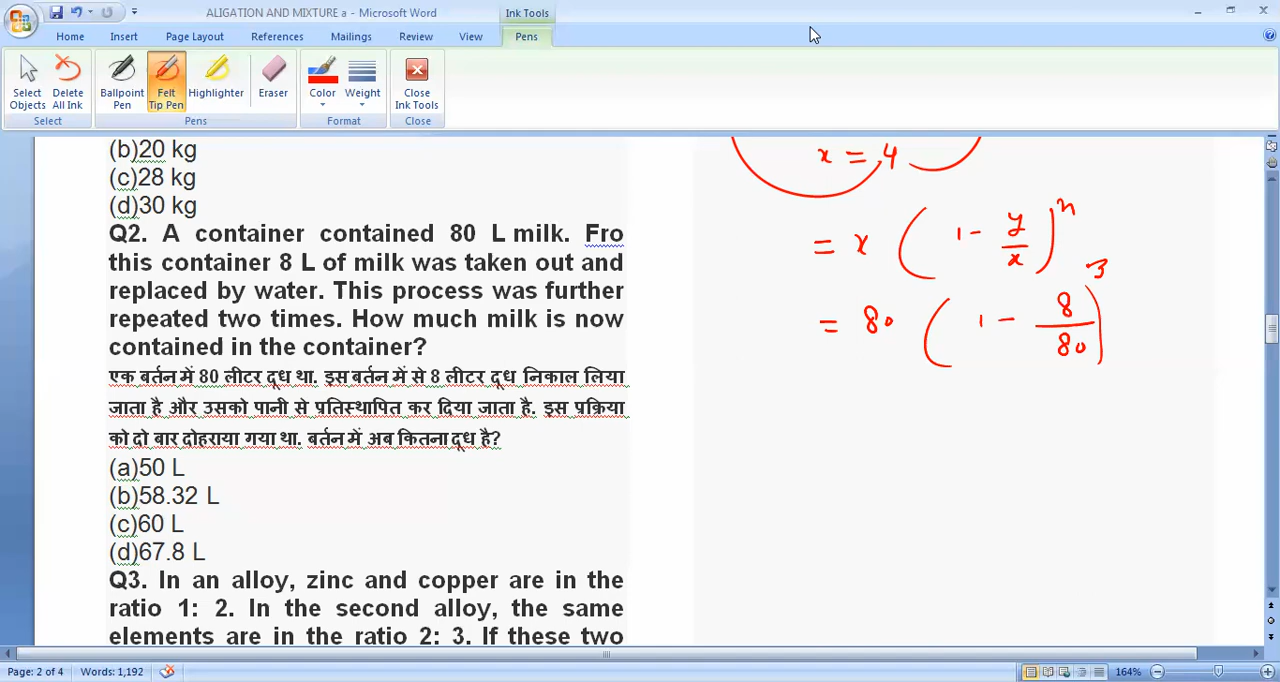 ALIGATION AND MIXTURE a - Microsoft Word
Ink Tools
Home Insert Page Layout References Mailings Review View Pens
Select Objects
Delete All Ink
Ballpoint Pen
Felt Tip Pen
Highlighter
Eraser
Color
Weight
Close Ink Tools
Select Pens Format Close
(b)20 kg
(c)28 kg
(d)30 kg
Q2. A container contained 80 L milk. Fro
this container 8 L of milk was taken out and
replaced by water. This process was further
repeated two times. How much milk is now
contained in the container?
एक बर्तन में 80 लीटर दूध था. इस बर्तन में से 8 लीटर दूध निकाल लिया
जाता है और उसको पानी से प्रतिस्थापित कर दिया जाता है. इस प्रक्रिया
को दो बार दोहराया गया था. बर्तन में अब कितना दूध है?
(a)50 L
(b)58.32 L
(c)60 L
(d)67.8 L
Q3. In an alloy, zinc and copper are in the
ratio 1: 2. In the second alloy, the same
elements are in the ratio 2: 3. If these two
x = 4
= x (1 - y/x)^n
= 80 (1 - 8/80)^3
Page: 2 of 4 Words: 1,192 164%